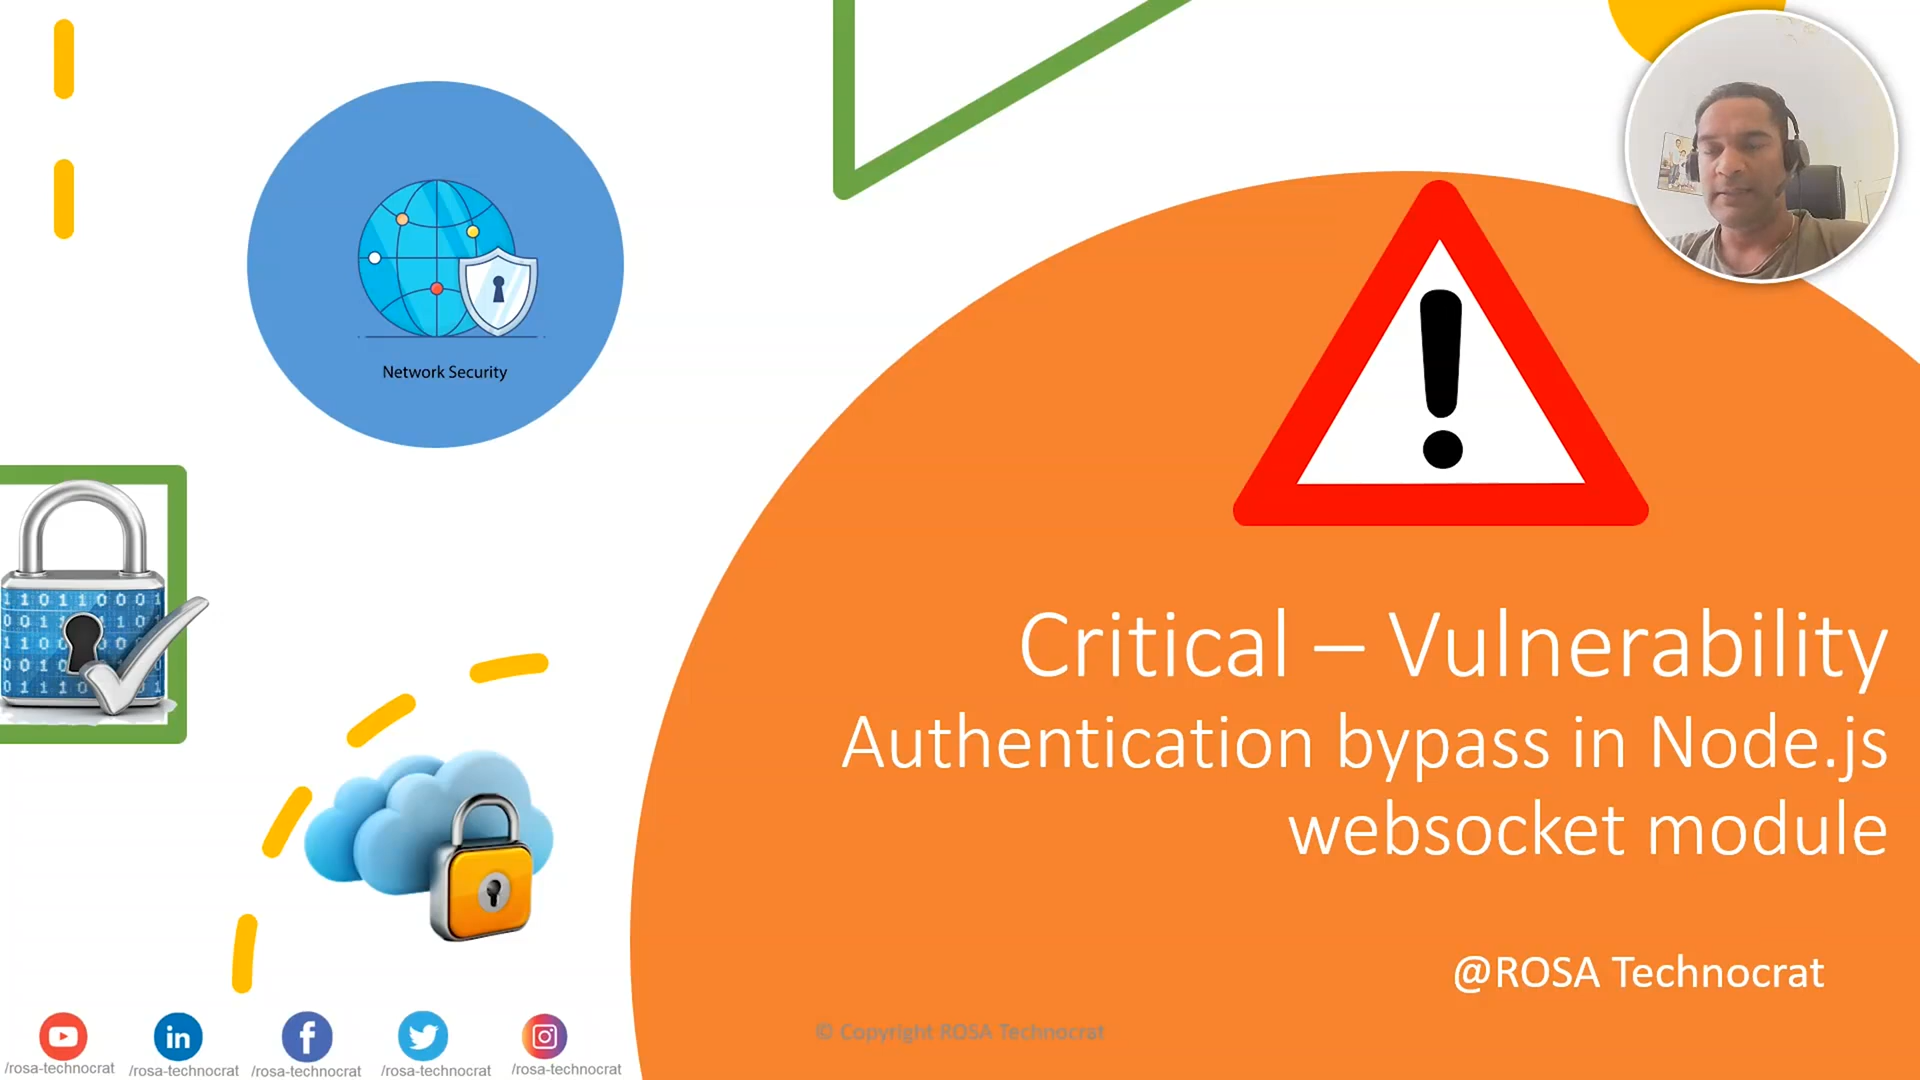 Network Security
Critical – Vulnerability
Authentication bypass in Node.js
websocket module
@ROSA Technocrat
© Copyright ROSA Technocrat
/rosa-technocrat
/rosa-technocrat
/rosa-technocrat
/rosa-technocrat
/rosa-technocrat